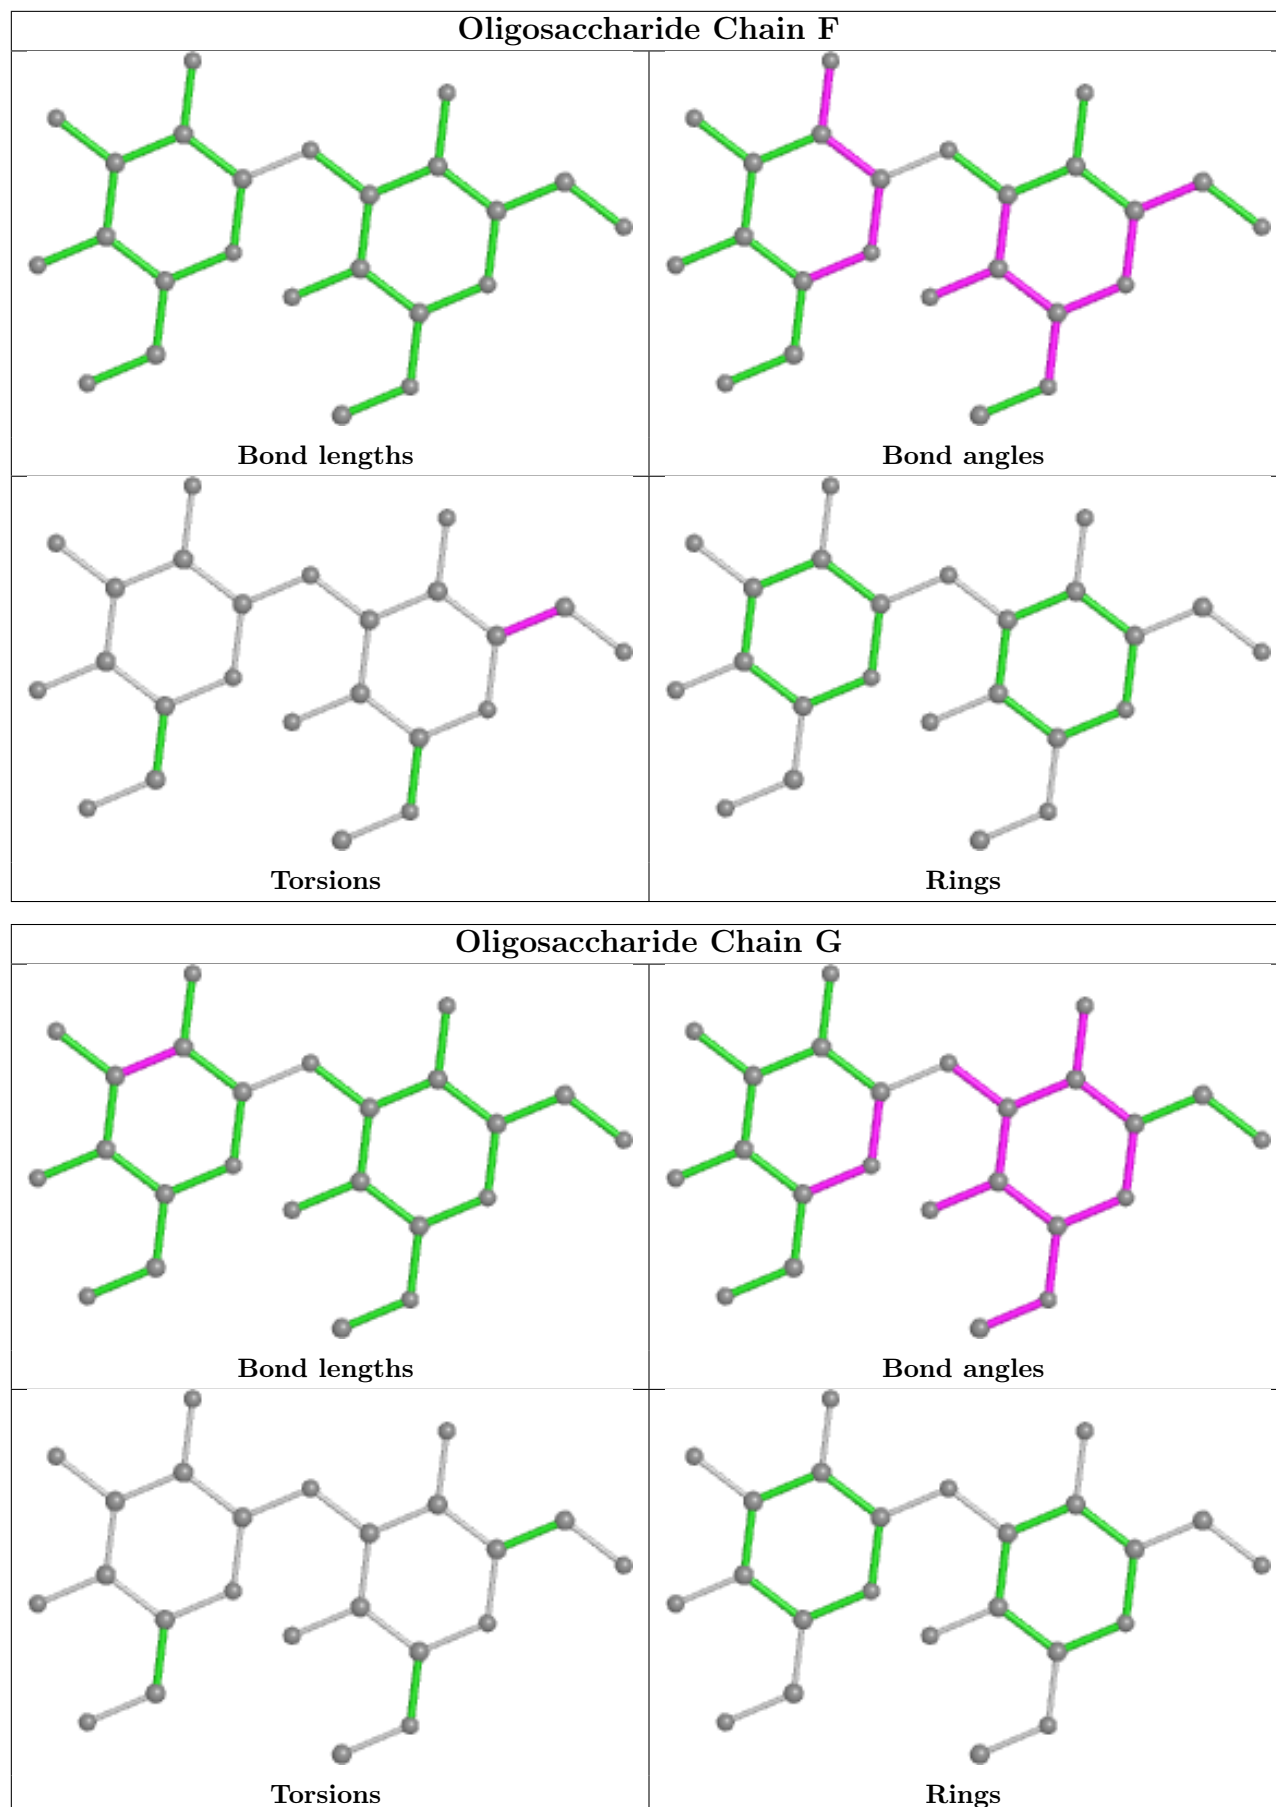 Oligosaccharide Chain F
Bond lengths
Bond angles
Torsions
Rings
Oligosaccharide Chain G
Bond lengths
Bond angles
Torsions
Rings